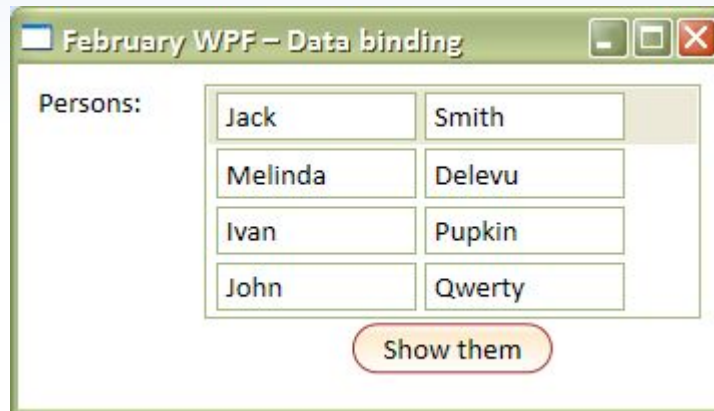 February WPF – Data binding
Persons:
Jack Smith
Melinda Delevu
Ivan Pupkin
John Qwerty
Show them